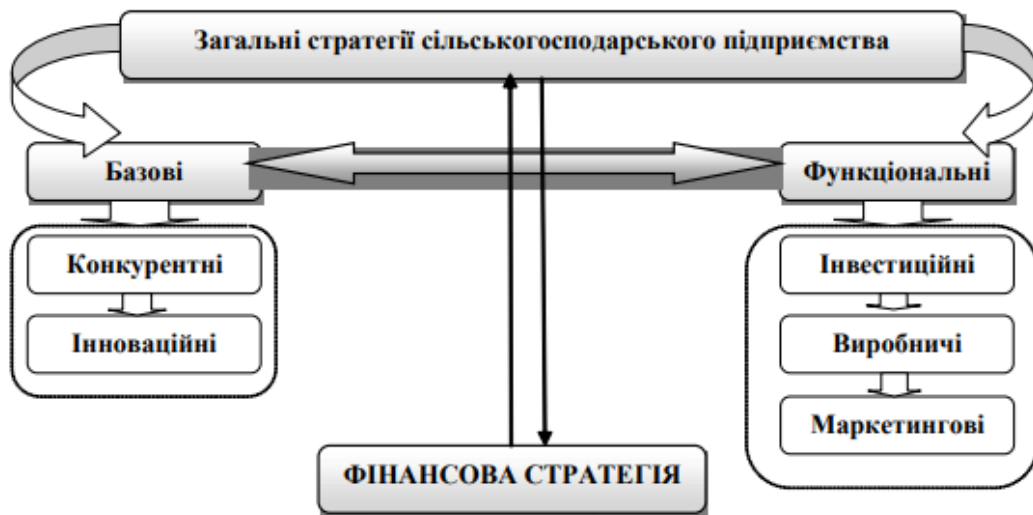 Загальні стратегії сільськогосподарського підприємства
Базові
Функціональні
Конкурентні
Інноваційні
Інвестиційні
Виробничі
Маркетингові
ФІНАНСОВА СТРАТЕГІЯ